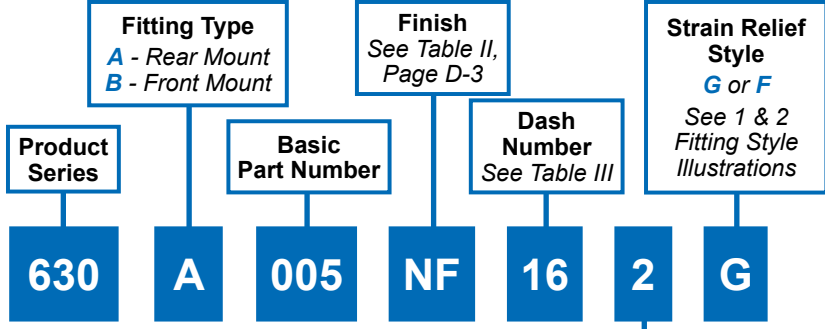 Fitting Type
A - Rear Mount
B - Front Mount
Finish
See Table II,
Page D-3
Strain Relief
Style
G or F
See 1 & 2
Fitting Style
Illustrations
Product
Series
Basic
Part Number
Dash
Number
See Table III
630 A 005 NF 16 2 G